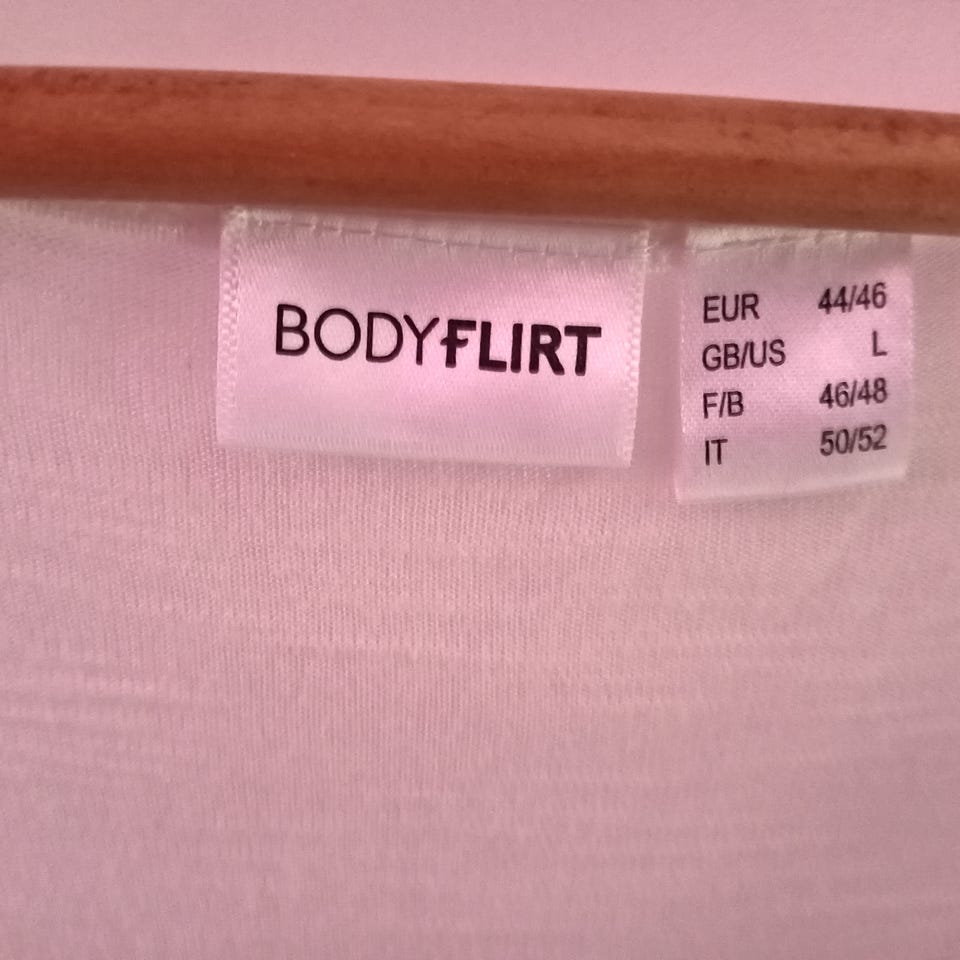 BODYFLIRT
EUR 44/46
GB/US L
F/B 46/48
IT 50/52